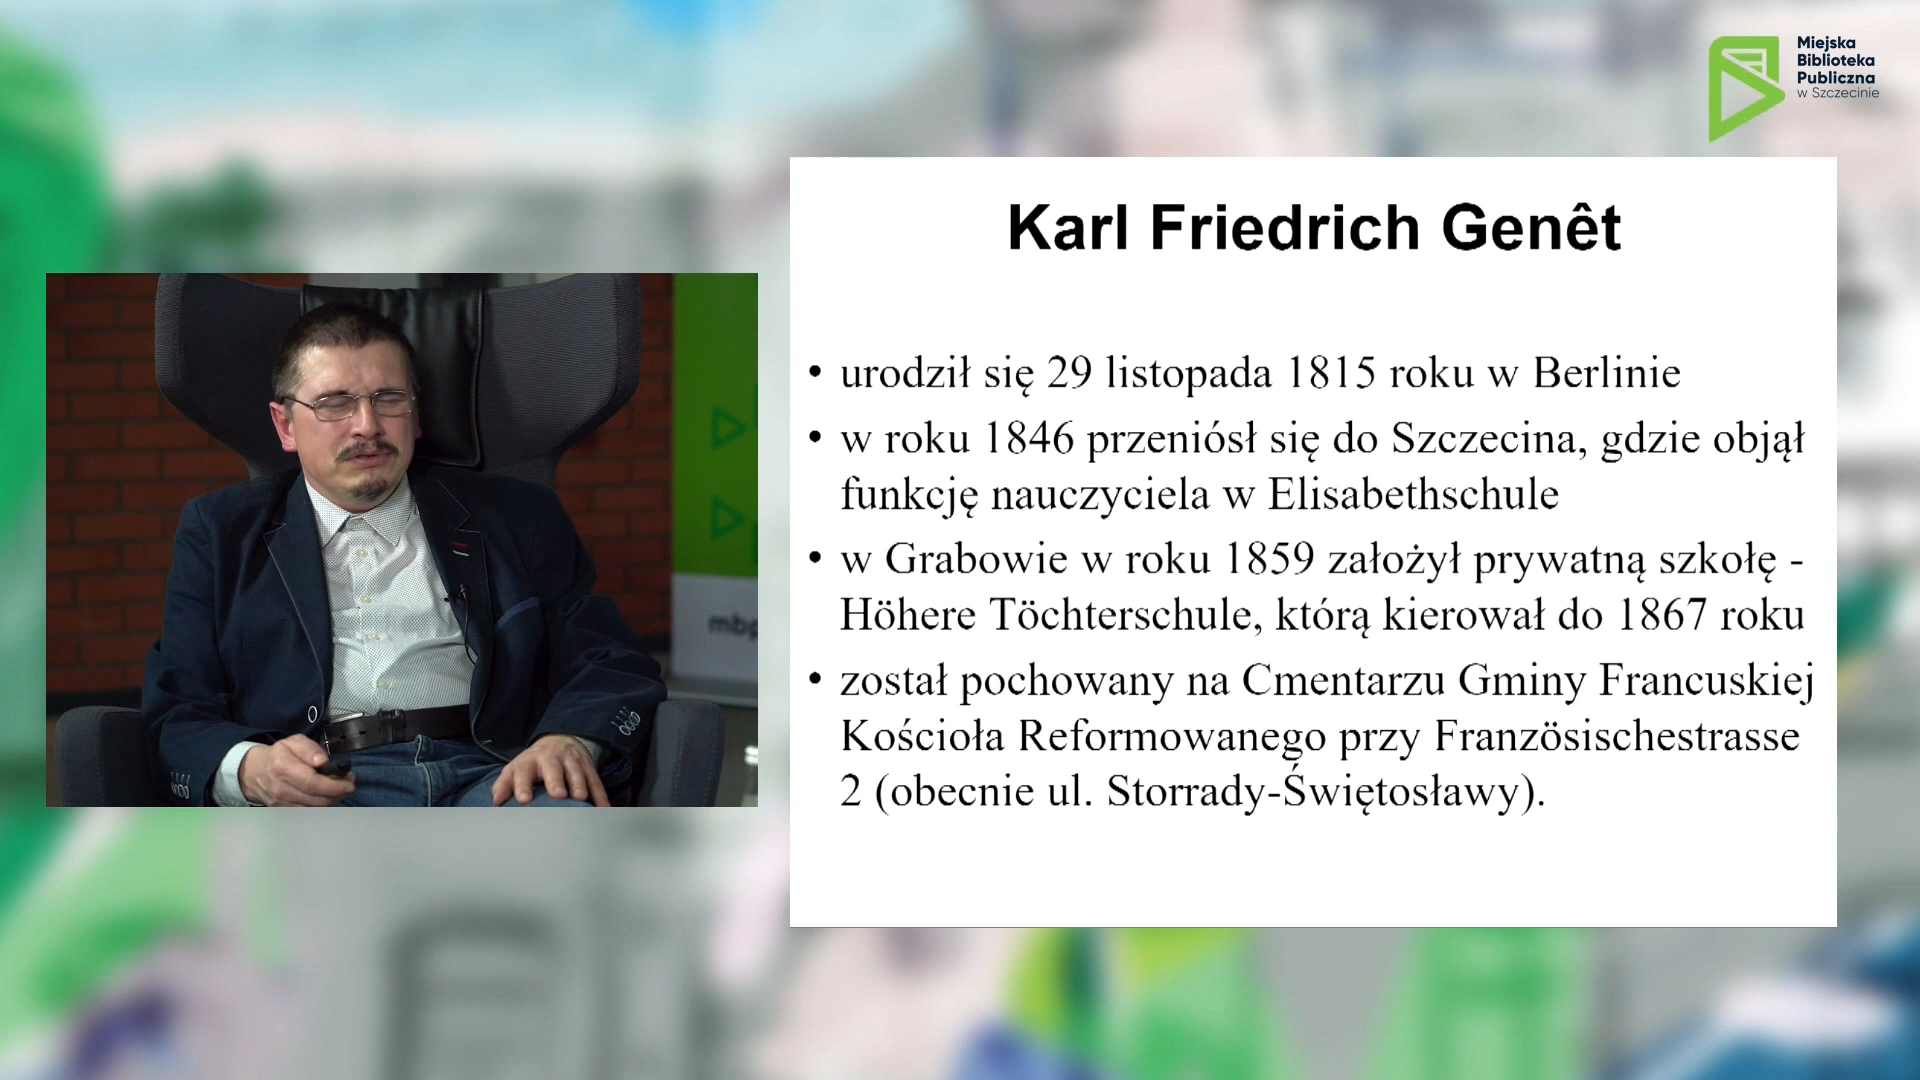 Miejska
Biblioteka
Publiczna
w Szczecinie
Karl Friedrich Genêt
• urodził się 29 listopada 1815 roku w Berlinie
• w roku 1846 przeniósł się do Szczecina, gdzie objął
funkcję nauczyciela w Elisabethschule
• w Grabowie w roku 1859 założył prywatną szkołę -
Höhere Töchterschule, którą kierował do 1867 roku
• został pochowany na Cmentarzu Gminy Francuskiej
Kościoła Reformowanego przy Französischestrasse
2 (obecnie ul. Storrady-Świętosławy).
mbp